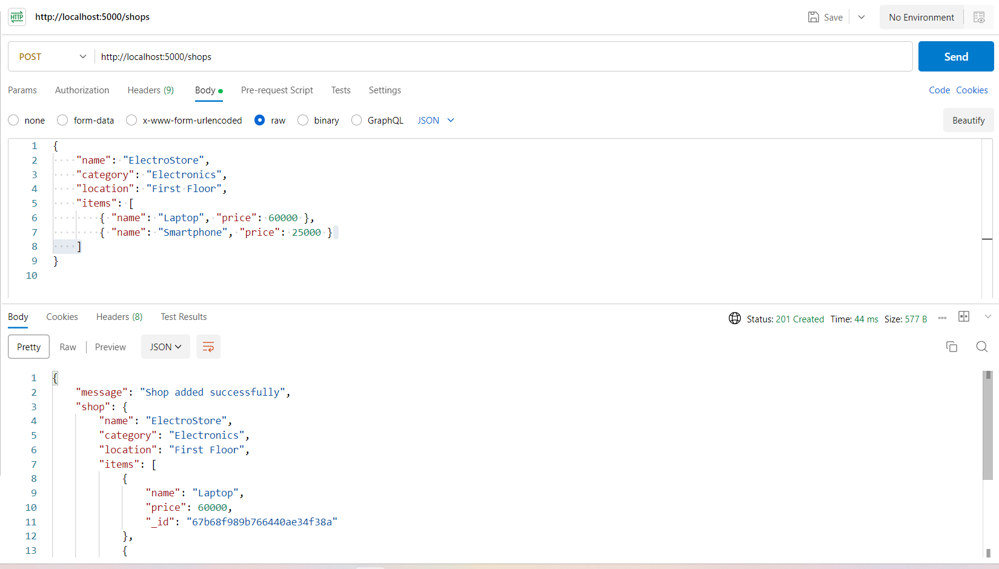 HTTP http://localhost:5000/shops Save No Environment
POST http://localhost:5000/shops Send
Params Authorization Headers (9) Body Pre-request Script Tests Settings Code Cookies
none form-data x-www-form-urlencoded raw binary GraphQL JSON Beautify
1 {
2 "name": "ElectroStore",
3 "category": "Electronics",
4 "location": "First Floor",
5 "items": [
6 { "name": "Laptop", "price": 60000 },
7 { "name": "Smartphone", "price": 25000 }
8 ]
9 }
10
Body Cookies Headers (8) Test Results Status: 201 Created Time: 44 ms Size: 577 B
Pretty Raw Preview JSON
1 {
2 "message": "Shop added successfully",
3 "shop": {
4 "name": "ElectroStore",
5 "category": "Electronics",
6 "location": "First Floor",
7 "items": [
8 {
9 "name": "Laptop",
10 "price": 60000,
11 "_id": "67b68f989b766440ae34f38a"
12 },
13 {